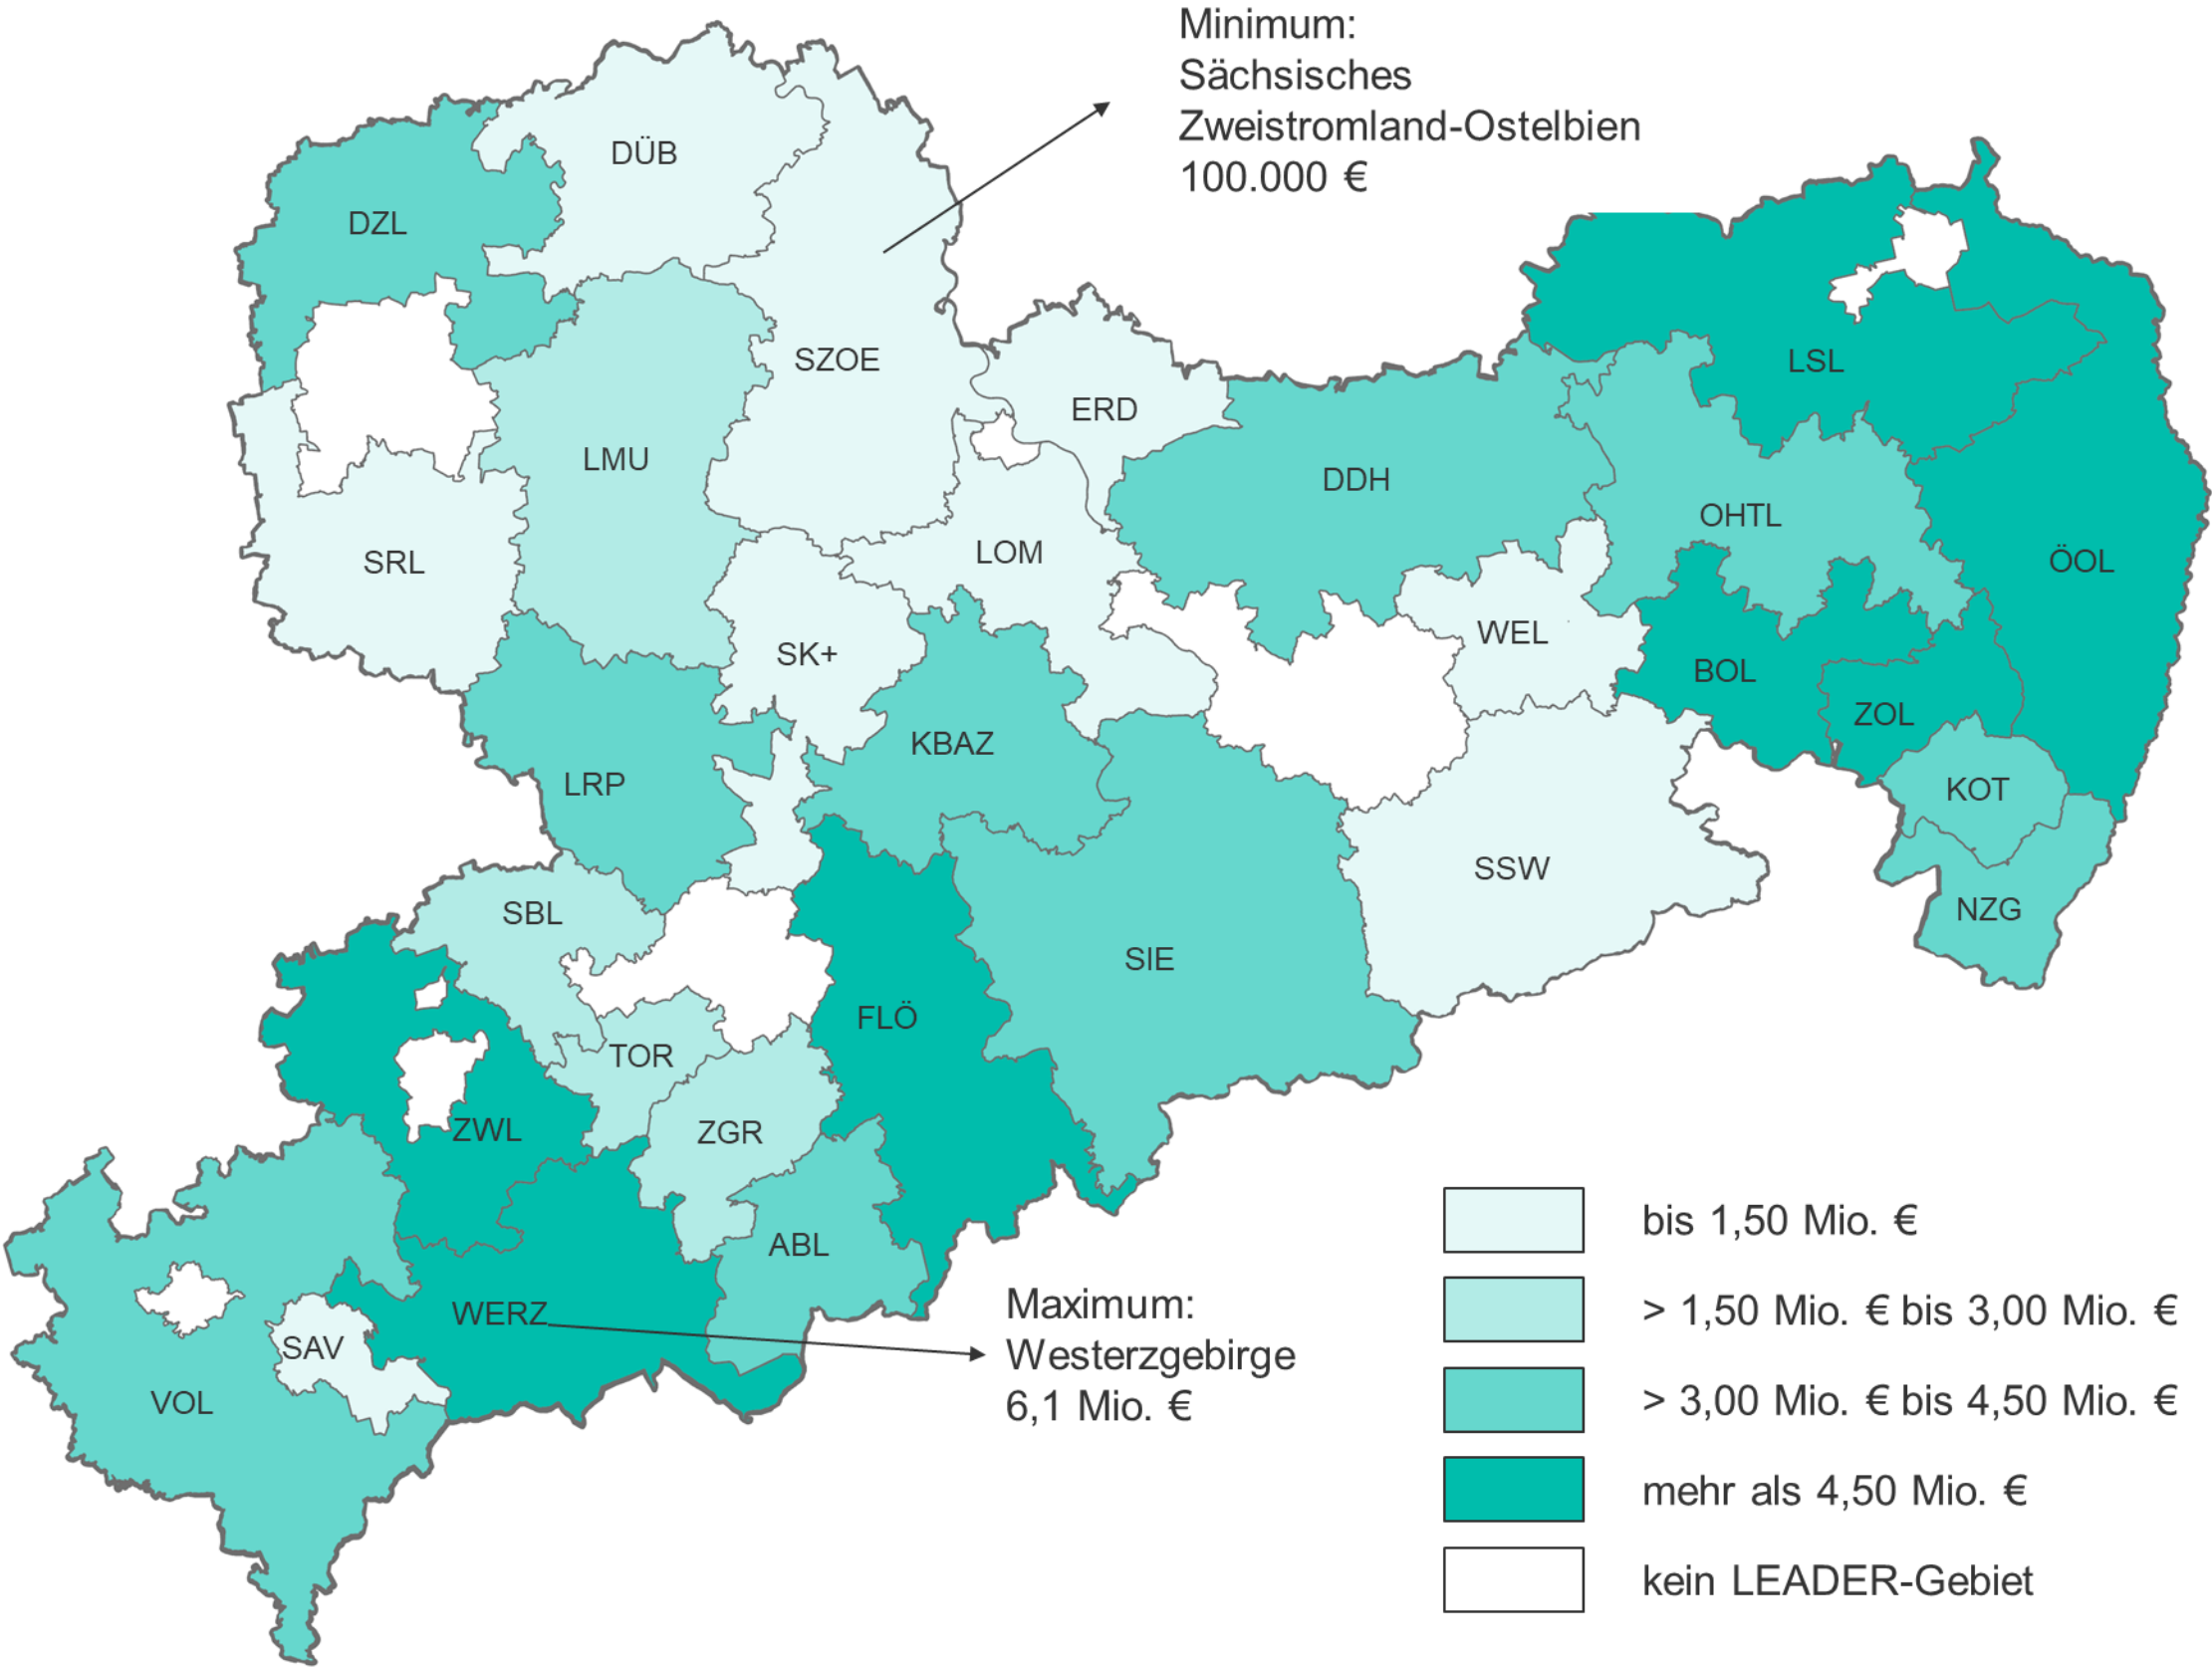 Minimum:
Sächsisches
Zweistromland-Ostelbien
100.000 €
DÜB
DZL
SZOE
LSL
ERD
LMU
DDH
OHTL
SRL
LOM
ÖOL
WEL
SK+
BOL
ZOL
KBAZ
LRP
KOT
SSW
NZG
SBL
SIE
FLÖ
TOR
ZWL
ZGR
ABL
WERZ
SAV
VOL
Maximum:
Westerzgebirge
6,1 Mio. €
bis 1,50 Mio. €
> 1,50 Mio. € bis 3,00 Mio. €
> 3,00 Mio. € bis 4,50 Mio. €
mehr als 4,50 Mio. €
kein LEADER-Gebiet